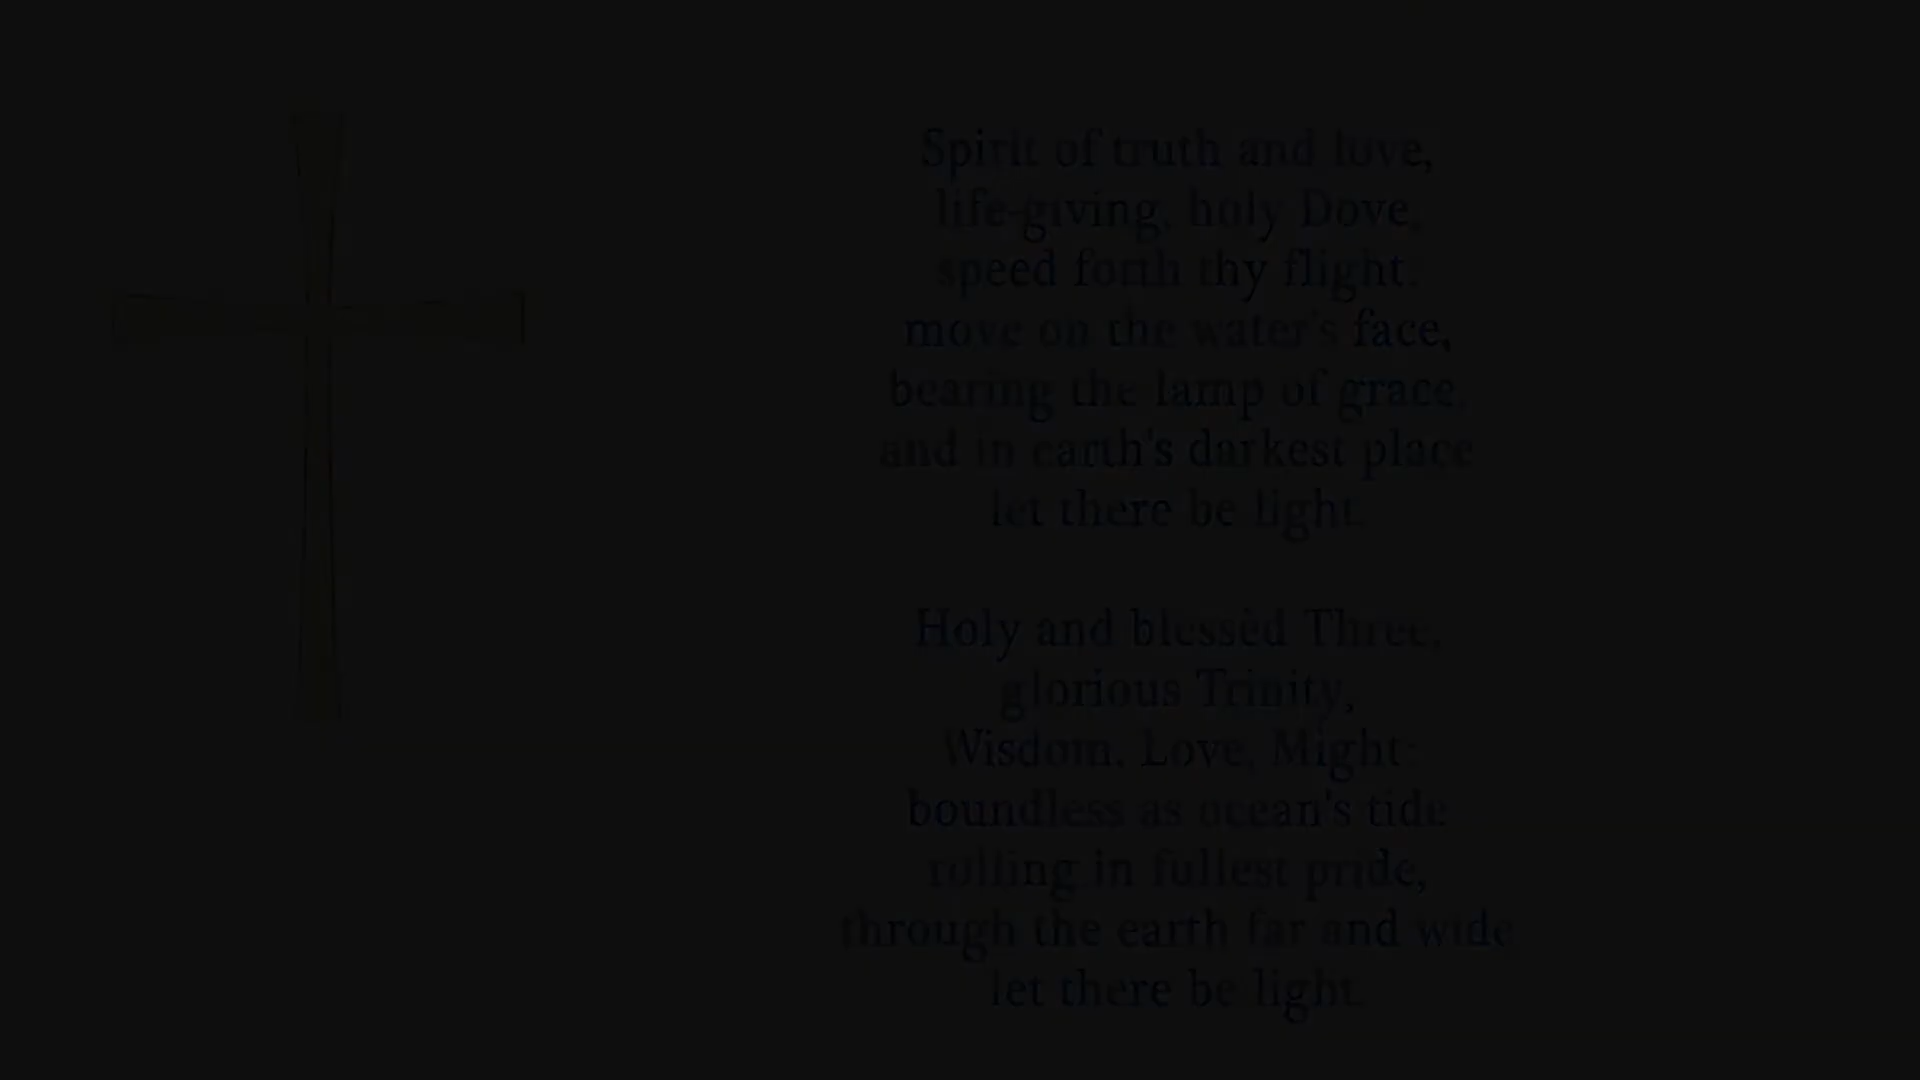 Spirit of truth and love,
life-giving, holy Dove,
speed forth thy flight:
move on the water's face,
bearing the lamp of grace,
and in earth's darkest place
let there be light.
Holy and blessèd Three,
glorious Trinity,
Wisdom, Love, Might:
boundless as ocean's tide
rolling in fullest pride,
through the earth far and wide
let there be light.